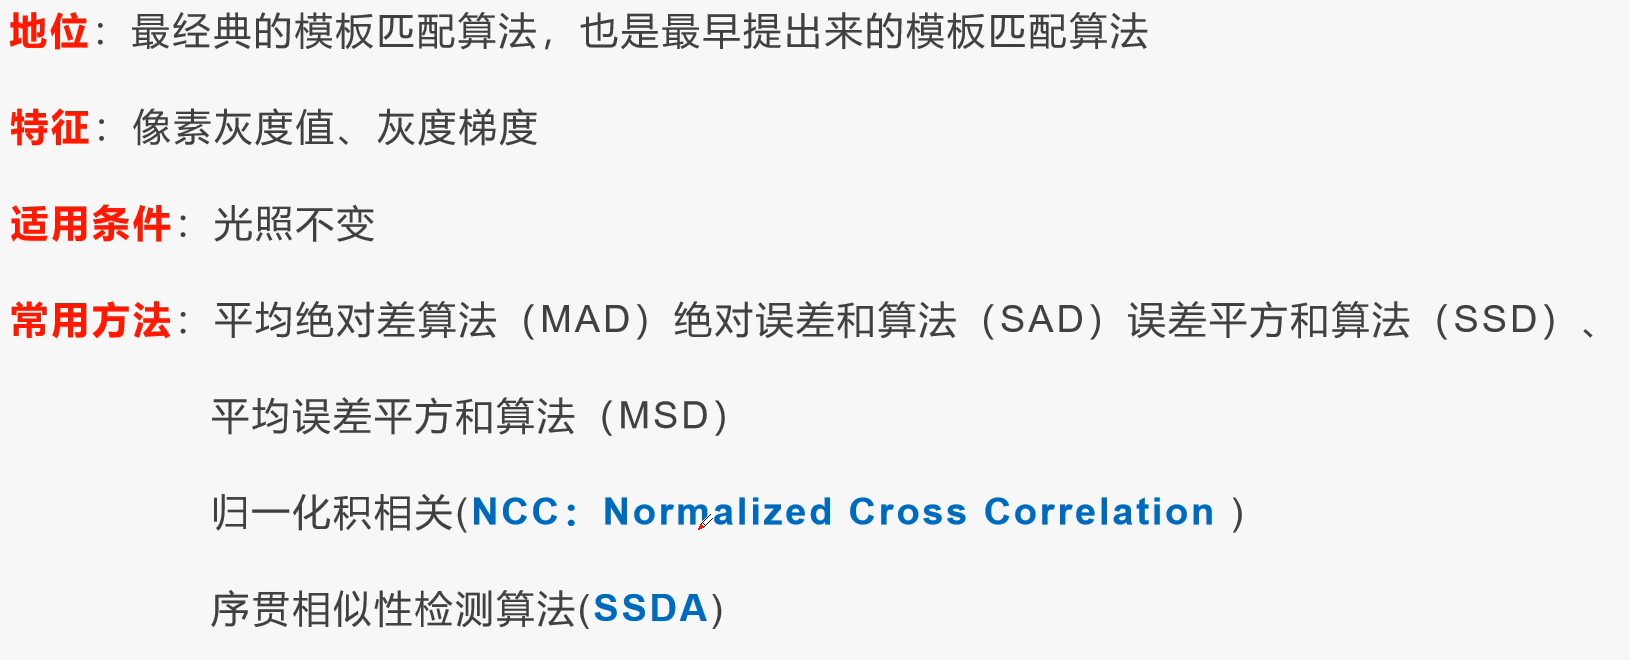 地位：最经典的模板匹配算法，也是最早提出来的模板匹配算法
特征：像素灰度值、灰度梯度
适用条件：光照不变
常用方法：平均绝对差算法（MAD）绝对误差和算法（SAD）误差平方和算法（SSD）、
平均误差平方和算法（MSD）
归一化积相关(NCC：Normalized Cross Correlation )
序贯相似性检测算法(SSDA)